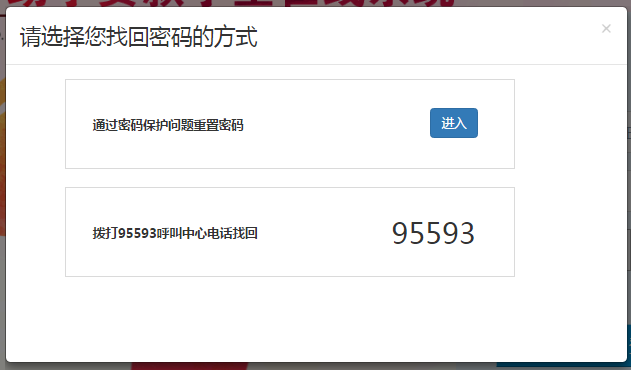 请选择您找回密码的方式
×
通过密码保护问题重置密码
进入
拨打95593呼叫中心电话找回
95593